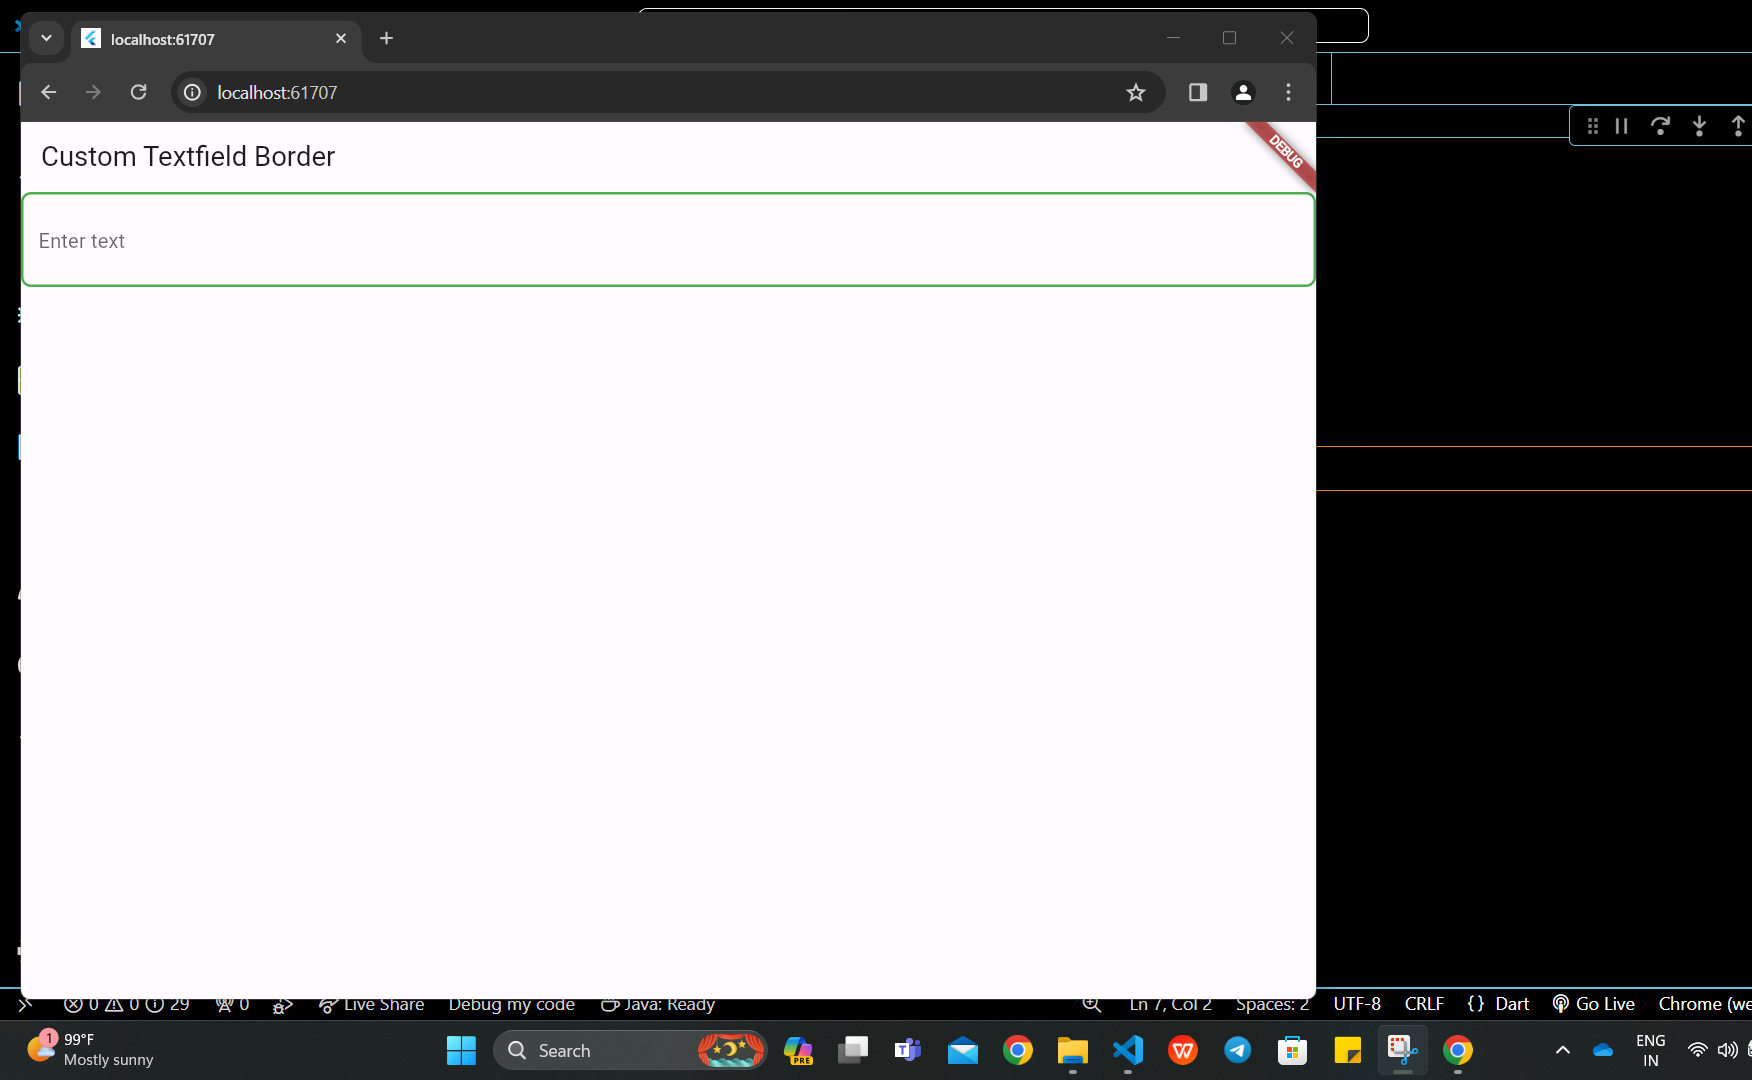 localhost:61707
localhost:61707
Custom Textfield Border
DEBUG
Enter text
0 0 29 0 Live Share Debug my code Java: Ready Ln 7, Col 2 Spaces: 2 UTF-8 CRLF {} Dart Go Live Chrome (we
1
99°F
Mostly sunny
Search
PRE
T
W
ENG
IN